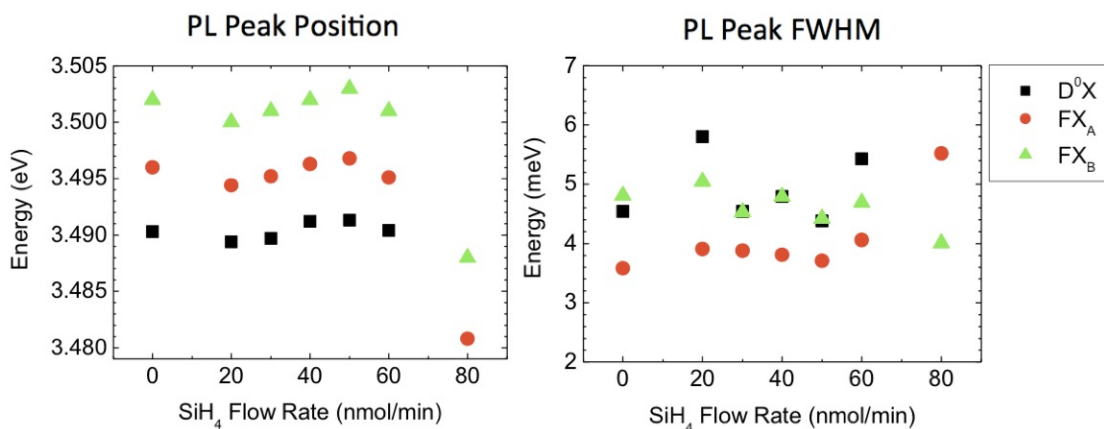 PL Peak Position
3.505
3.500
3.495
3.490
3.485
3.480
Energy (eV)
0 20 40 60 80
SiH4 Flow Rate (nmol/min)
PL Peak FWHM
7
6
5
4
3
2
Energy (meV)
0 20 40 60 80
SiH4 Flow Rate (nmol/min)
D⁰X
FX_A
FX_B